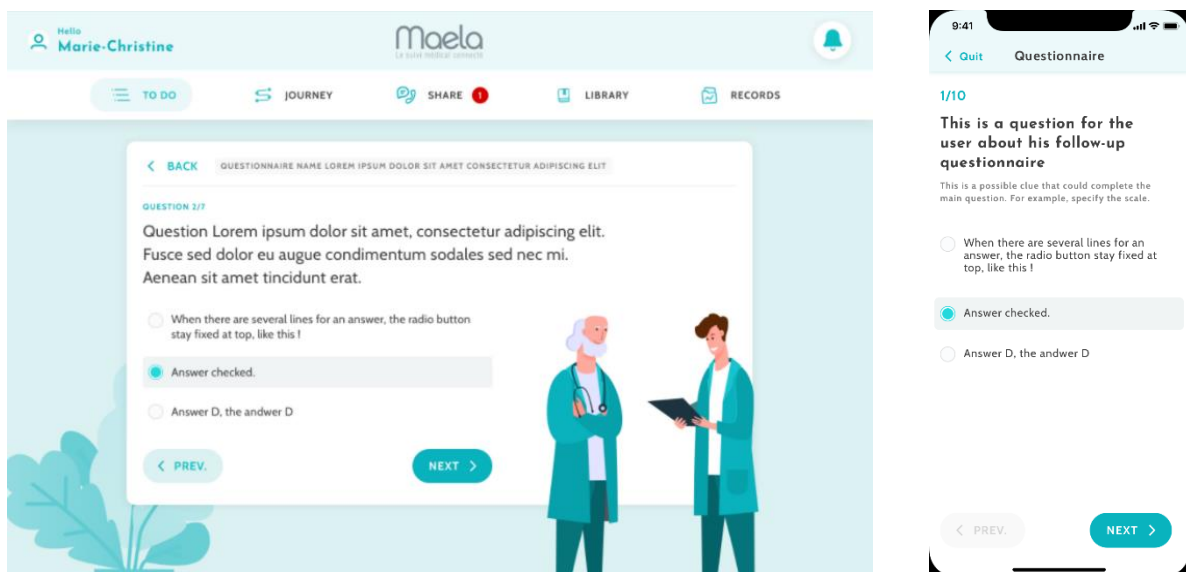 Hello
Marie-Christine
Maela
Le suivi médical connecté
TO DO
JOURNEY
SHARE 1
LIBRARY
RECORDS
BACK
QUESTIONNAIRE NAME LOREM IPSUM DOLOR SIT AMET CONSECTETUR ADIPISCING ELIT
QUESTION 2/7
Question Lorem ipsum dolor sit amet, consectetur adipiscing elit.
Fusce sed dolor eu augue condimentum sodales sed nec mi.
Aenean sit amet tincidunt erat.
When there are several lines for an answer, the radio button
stay fixed at top, like this !
Answer checked.
Answer D, the andwer D
PREV.
NEXT
9:41
Quit
Questionnaire
1/10
This is a question for the
user about his follow-up
questionnaire
This is a possible clue that could complete the
main question. For example, specify the scale.
When there are several lines for an
answer, the radio button stay fixed at
top, like this !
Answer checked.
Answer D, the andwer D
PREV.
NEXT